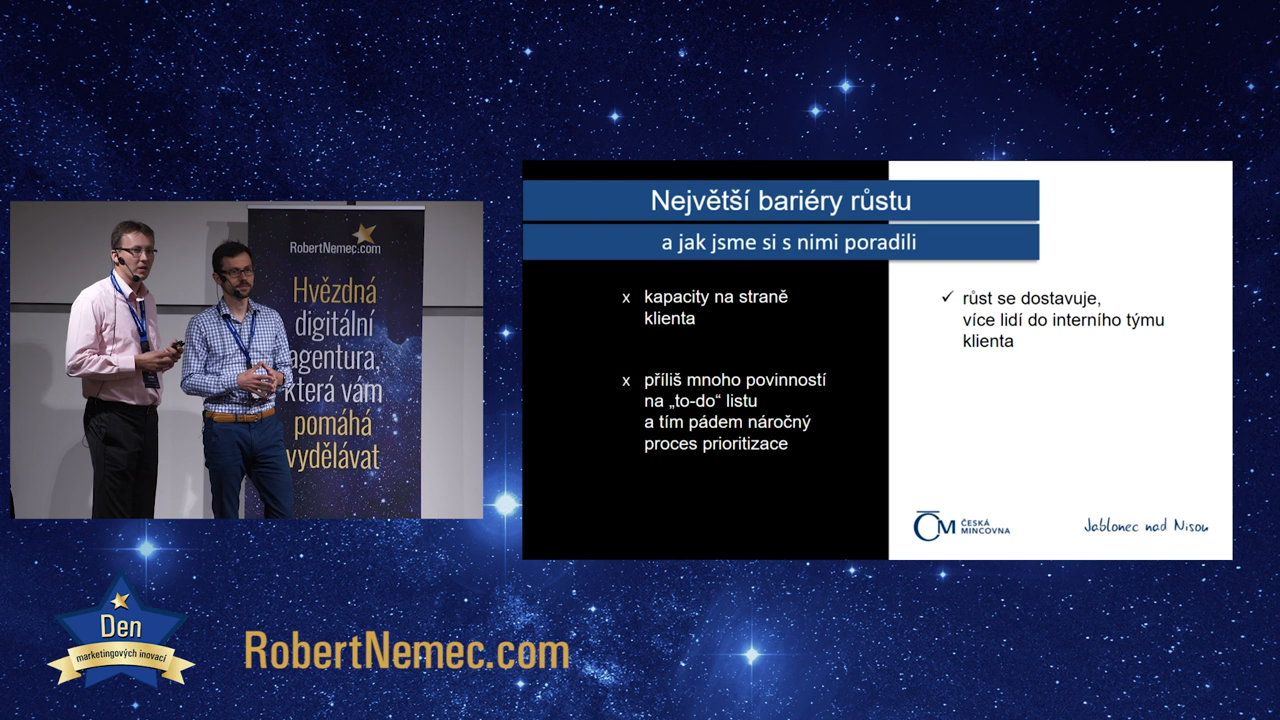 RobertNemec.com
Hvězdná
digitální
agentura,
která vám
pomáhá
vydělávat
Největší bariéry růstu
a jak jsme si s nimi poradili
x kapacity na straně
klienta
x příliš mnoho povinností
na „to-do“ listu
a tím pádem náročný
proces prioritizace
✓ růst se dostavuje,
více lidí do interního týmu
klienta
ČM ČESKÁ
MINCOVNA
Jablonec nad Nisou
Den
marketingových inovací
RobertNemec.com